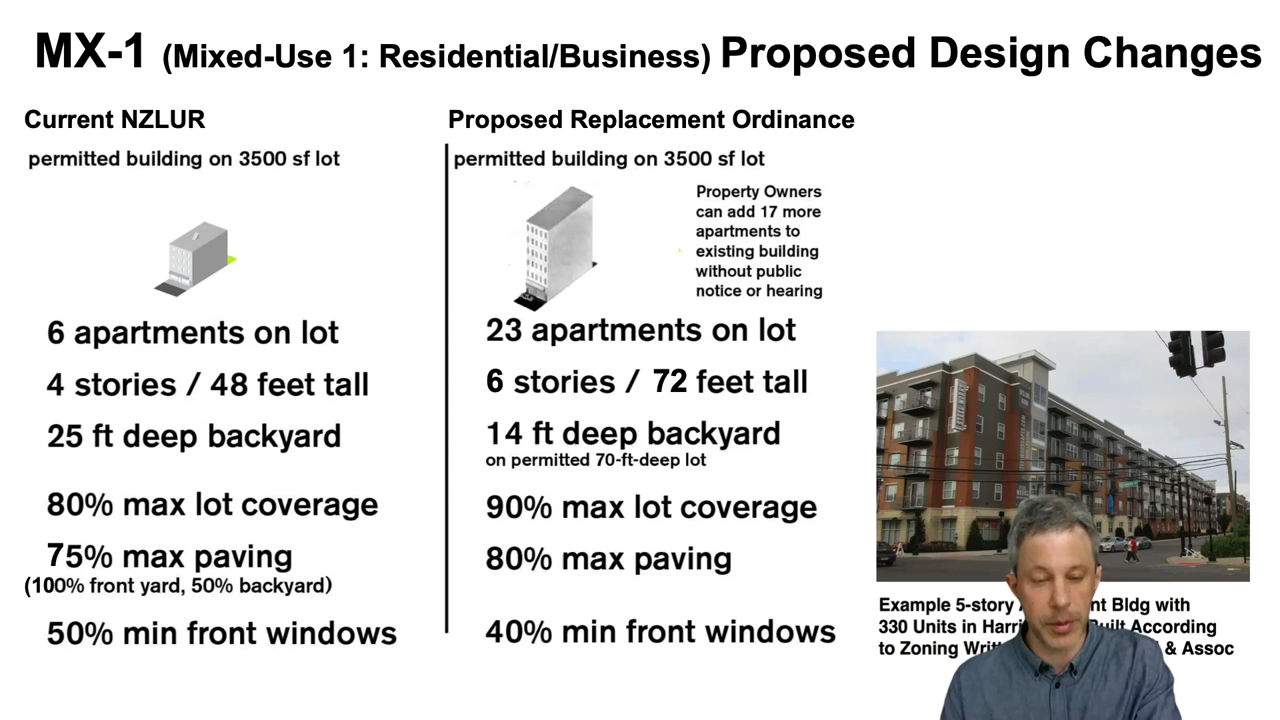 MX-1 (Mixed-Use 1: Residential/Business) Proposed Design Changes
Current NZLUR
permitted building on 3500 sf lot
6 apartments on lot
4 stories / 48 feet tall
25 ft deep backyard
80% max lot coverage
75% max paving
(100% front yard, 50% backyard)
50% min front windows
Proposed Replacement Ordinance
permitted building on 3500 sf lot
Property Owners
can add 17 more
apartments to
existing building
without public
notice or hearing
23 apartments on lot
6 stories / 72 feet tall
14 ft deep backyard
on permitted 70-ft-deep lot
90% max lot coverage
80% max paving
40% min front windows
Example 5-story Bldg with
330 Units in According
to Zoning & Assoc